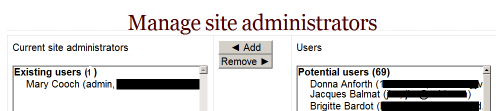 Manage site administrators
Current site administrators
Users
◄ Add
Remove ►
Existing users (1)
Mary Cooch (admin,
Potential users (69)
Donna Anforth (
Jacques Balmat (
Brigitte Bardot (